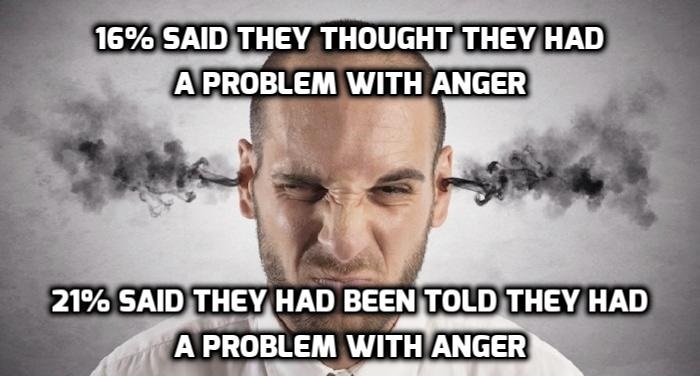 16% SAID THEY THOUGHT THEY HAD
A PROBLEM WITH ANGER
21% SAID THEY HAD BEEN TOLD THEY HAD
A PROBLEM WITH ANGER